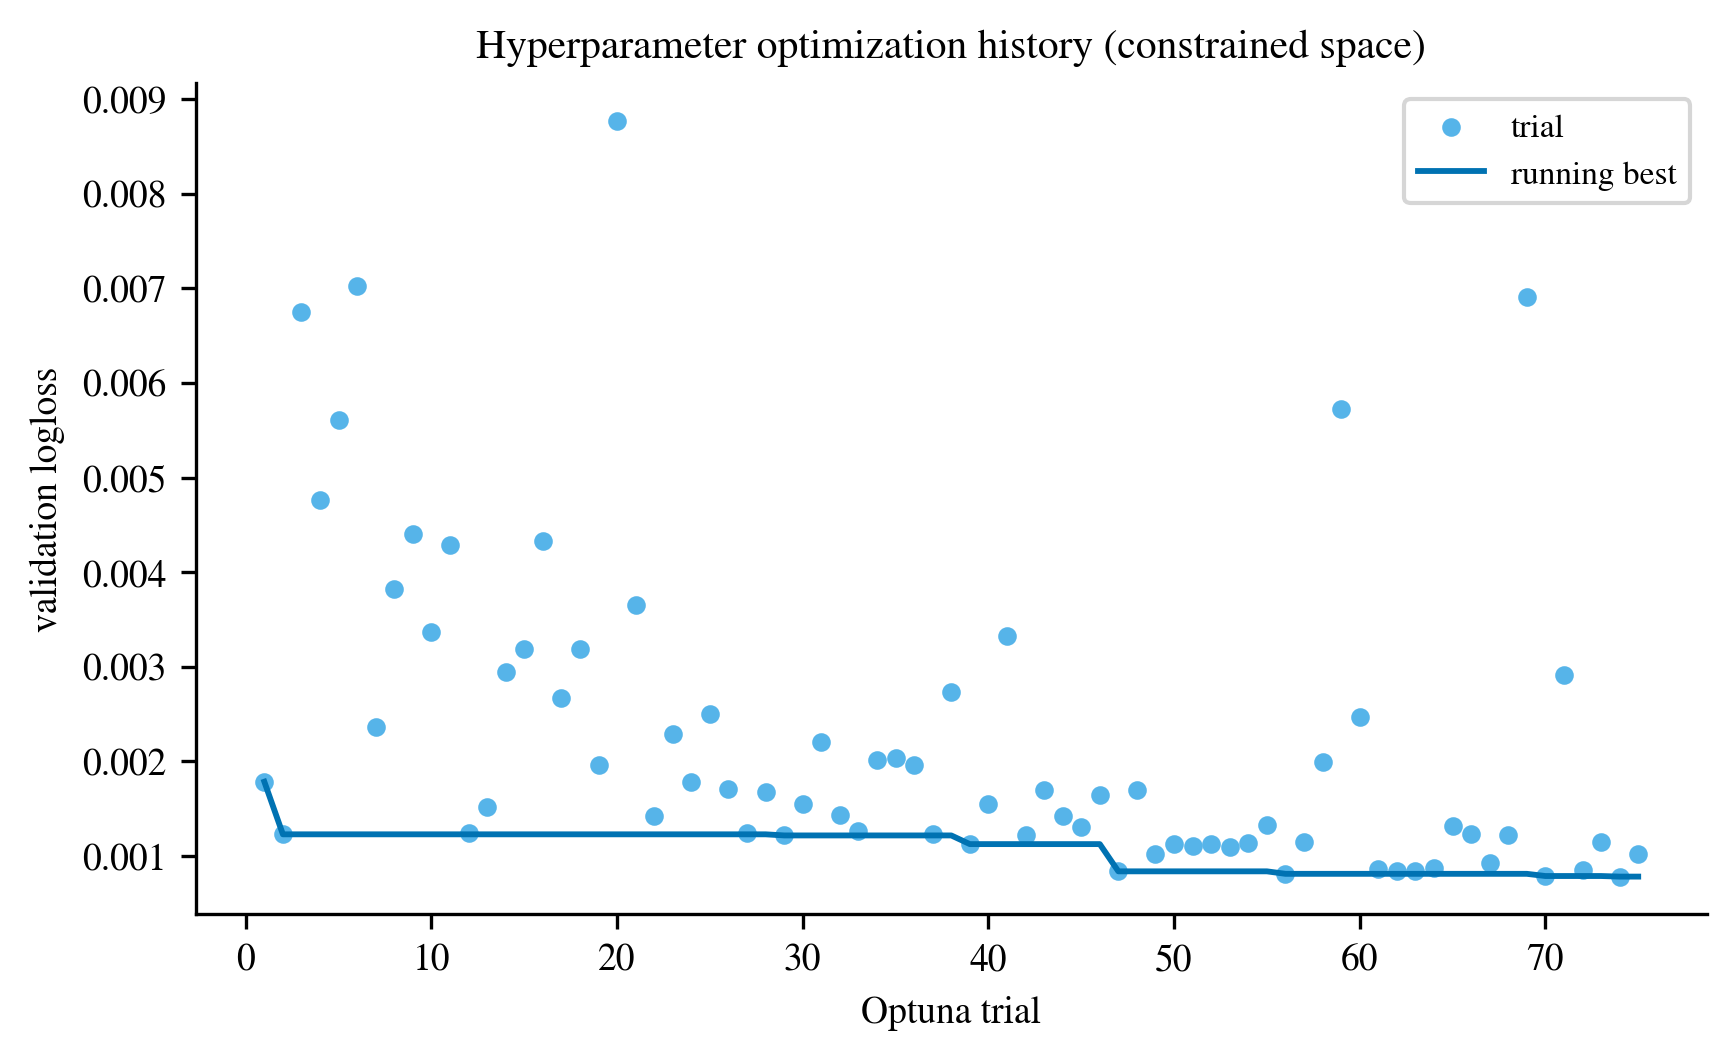 Hyperparameter optimization history (constrained space)
0.009
0.008
0.007
0.006
0.005
0.004
0.003
0.002
0.001
validation logloss
trial
running best
0 10 20 30 40 50 60 70
Optuna trial